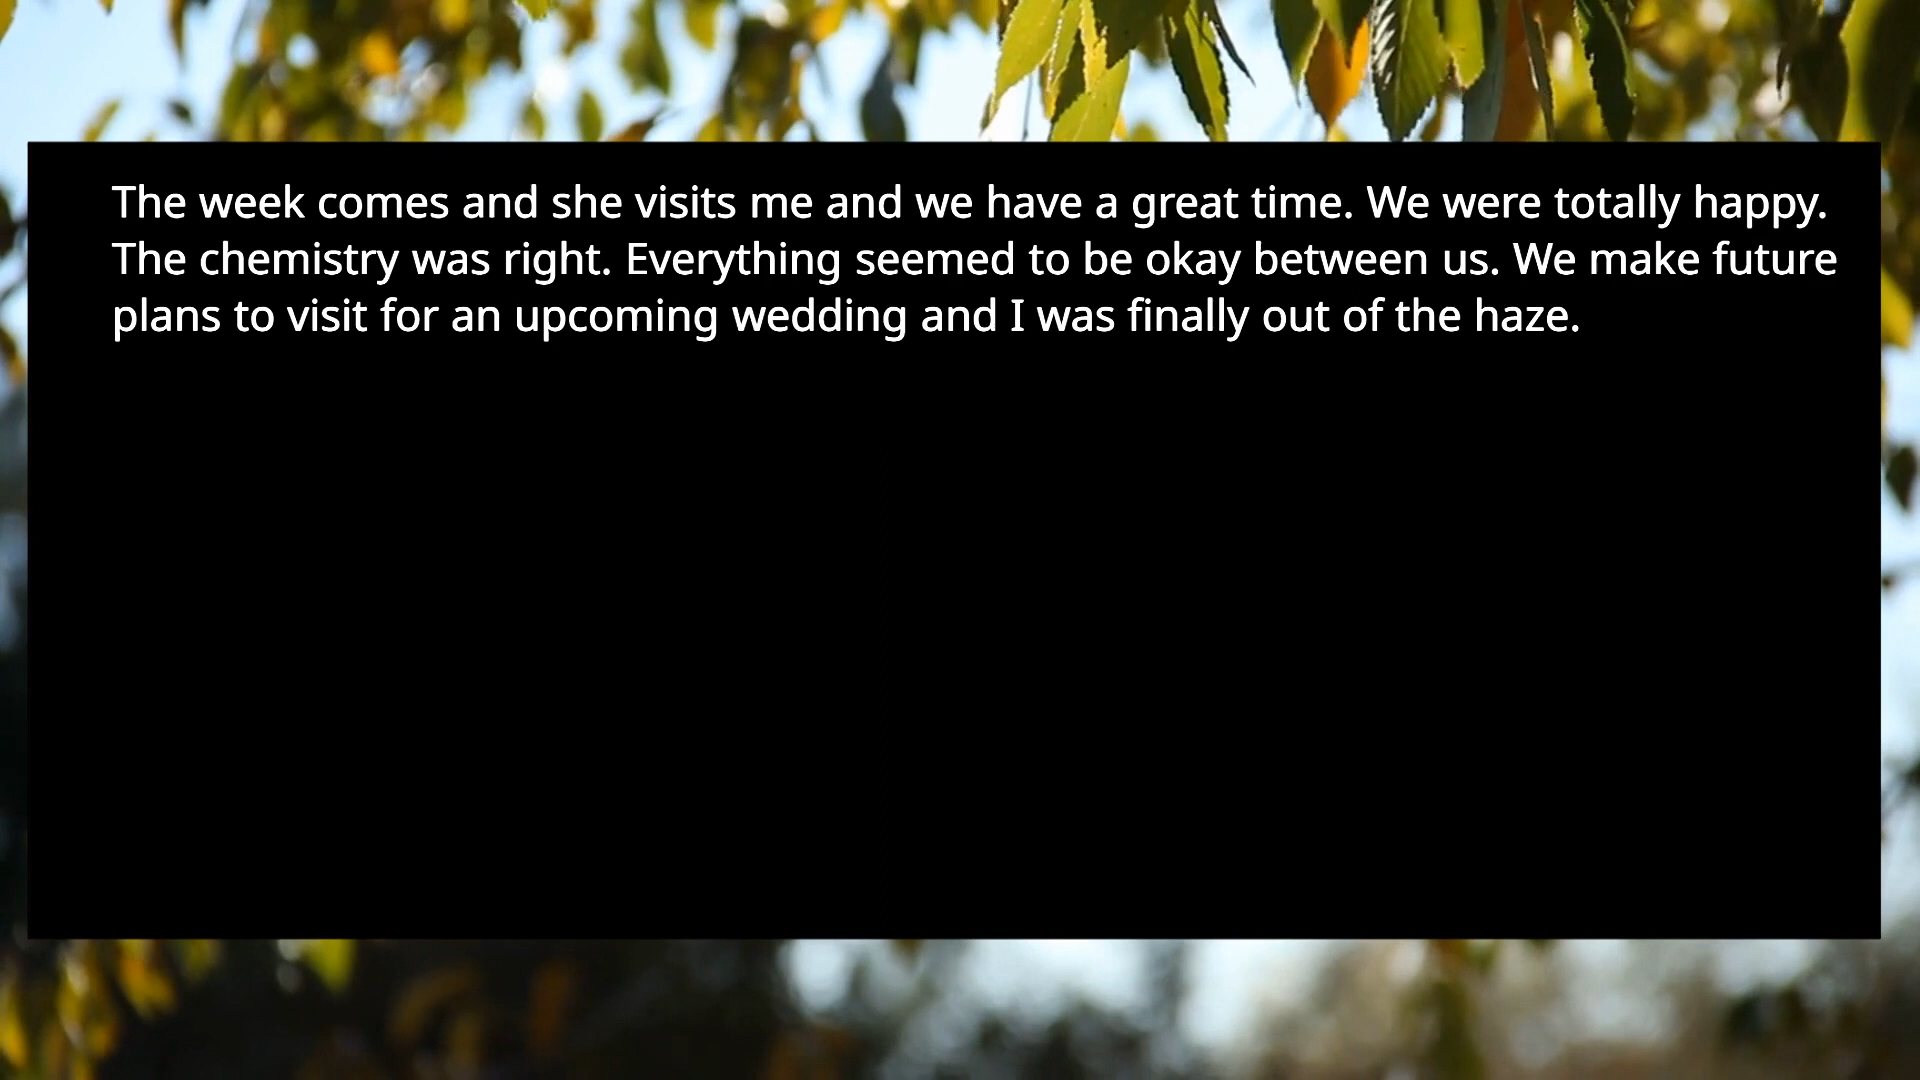 The week comes and she visits me and we have a great time. We were totally happy.
The chemistry was right. Everything seemed to be okay between us. We make future
plans to visit for an upcoming wedding and I was finally out of the haze.